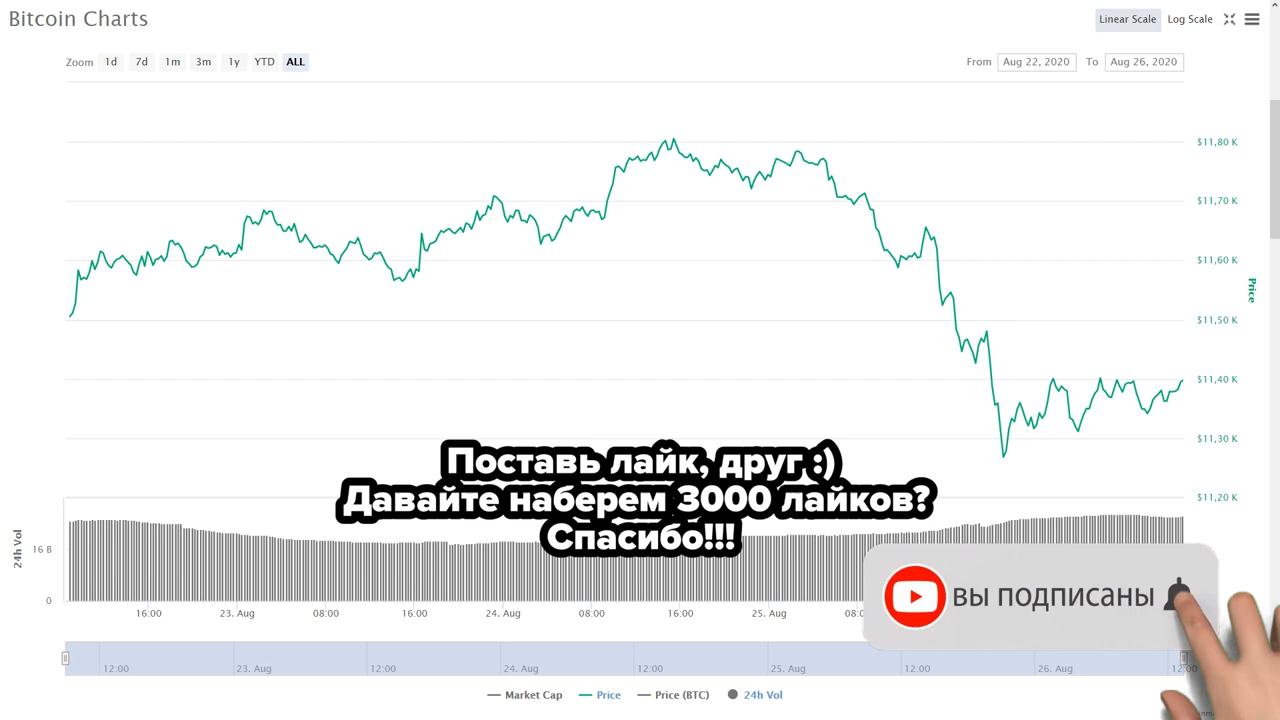 Bitcoin Charts
Linear Scale
Log Scale
Zoom 1d 7d 1m 3m 1y YTD ALL
From Aug 22, 2020 To Aug 26, 2020
$11,80 K
$11,70 K
$11,60 K
Price
$11,50 K
$11,40 K
$11,30 K
$11,20 K
Поставь лайк, друг :)
Давайте наберем 3000 лайков?
Спасибо!!!
24h Vol
16 B
0
вы подписаны
16:00 23. Aug 08:00 16:00 24. Aug 08:00 16:00 25. Aug
12:00 23. Aug 12:00 24. Aug 12:00 25. Aug 12:00 26. Aug
Market Cap Price Price (BTC) 24h Vol